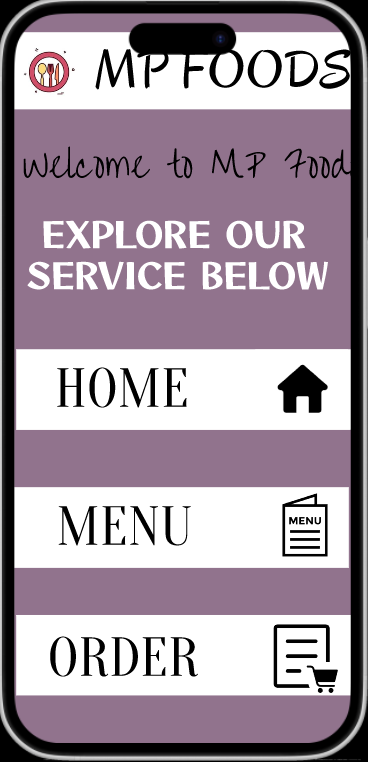 MP FOODS
Welcome to MP Food
EXPLORE OUR
SERVICE BELOW
HOME
MENU
MENU
ORDER